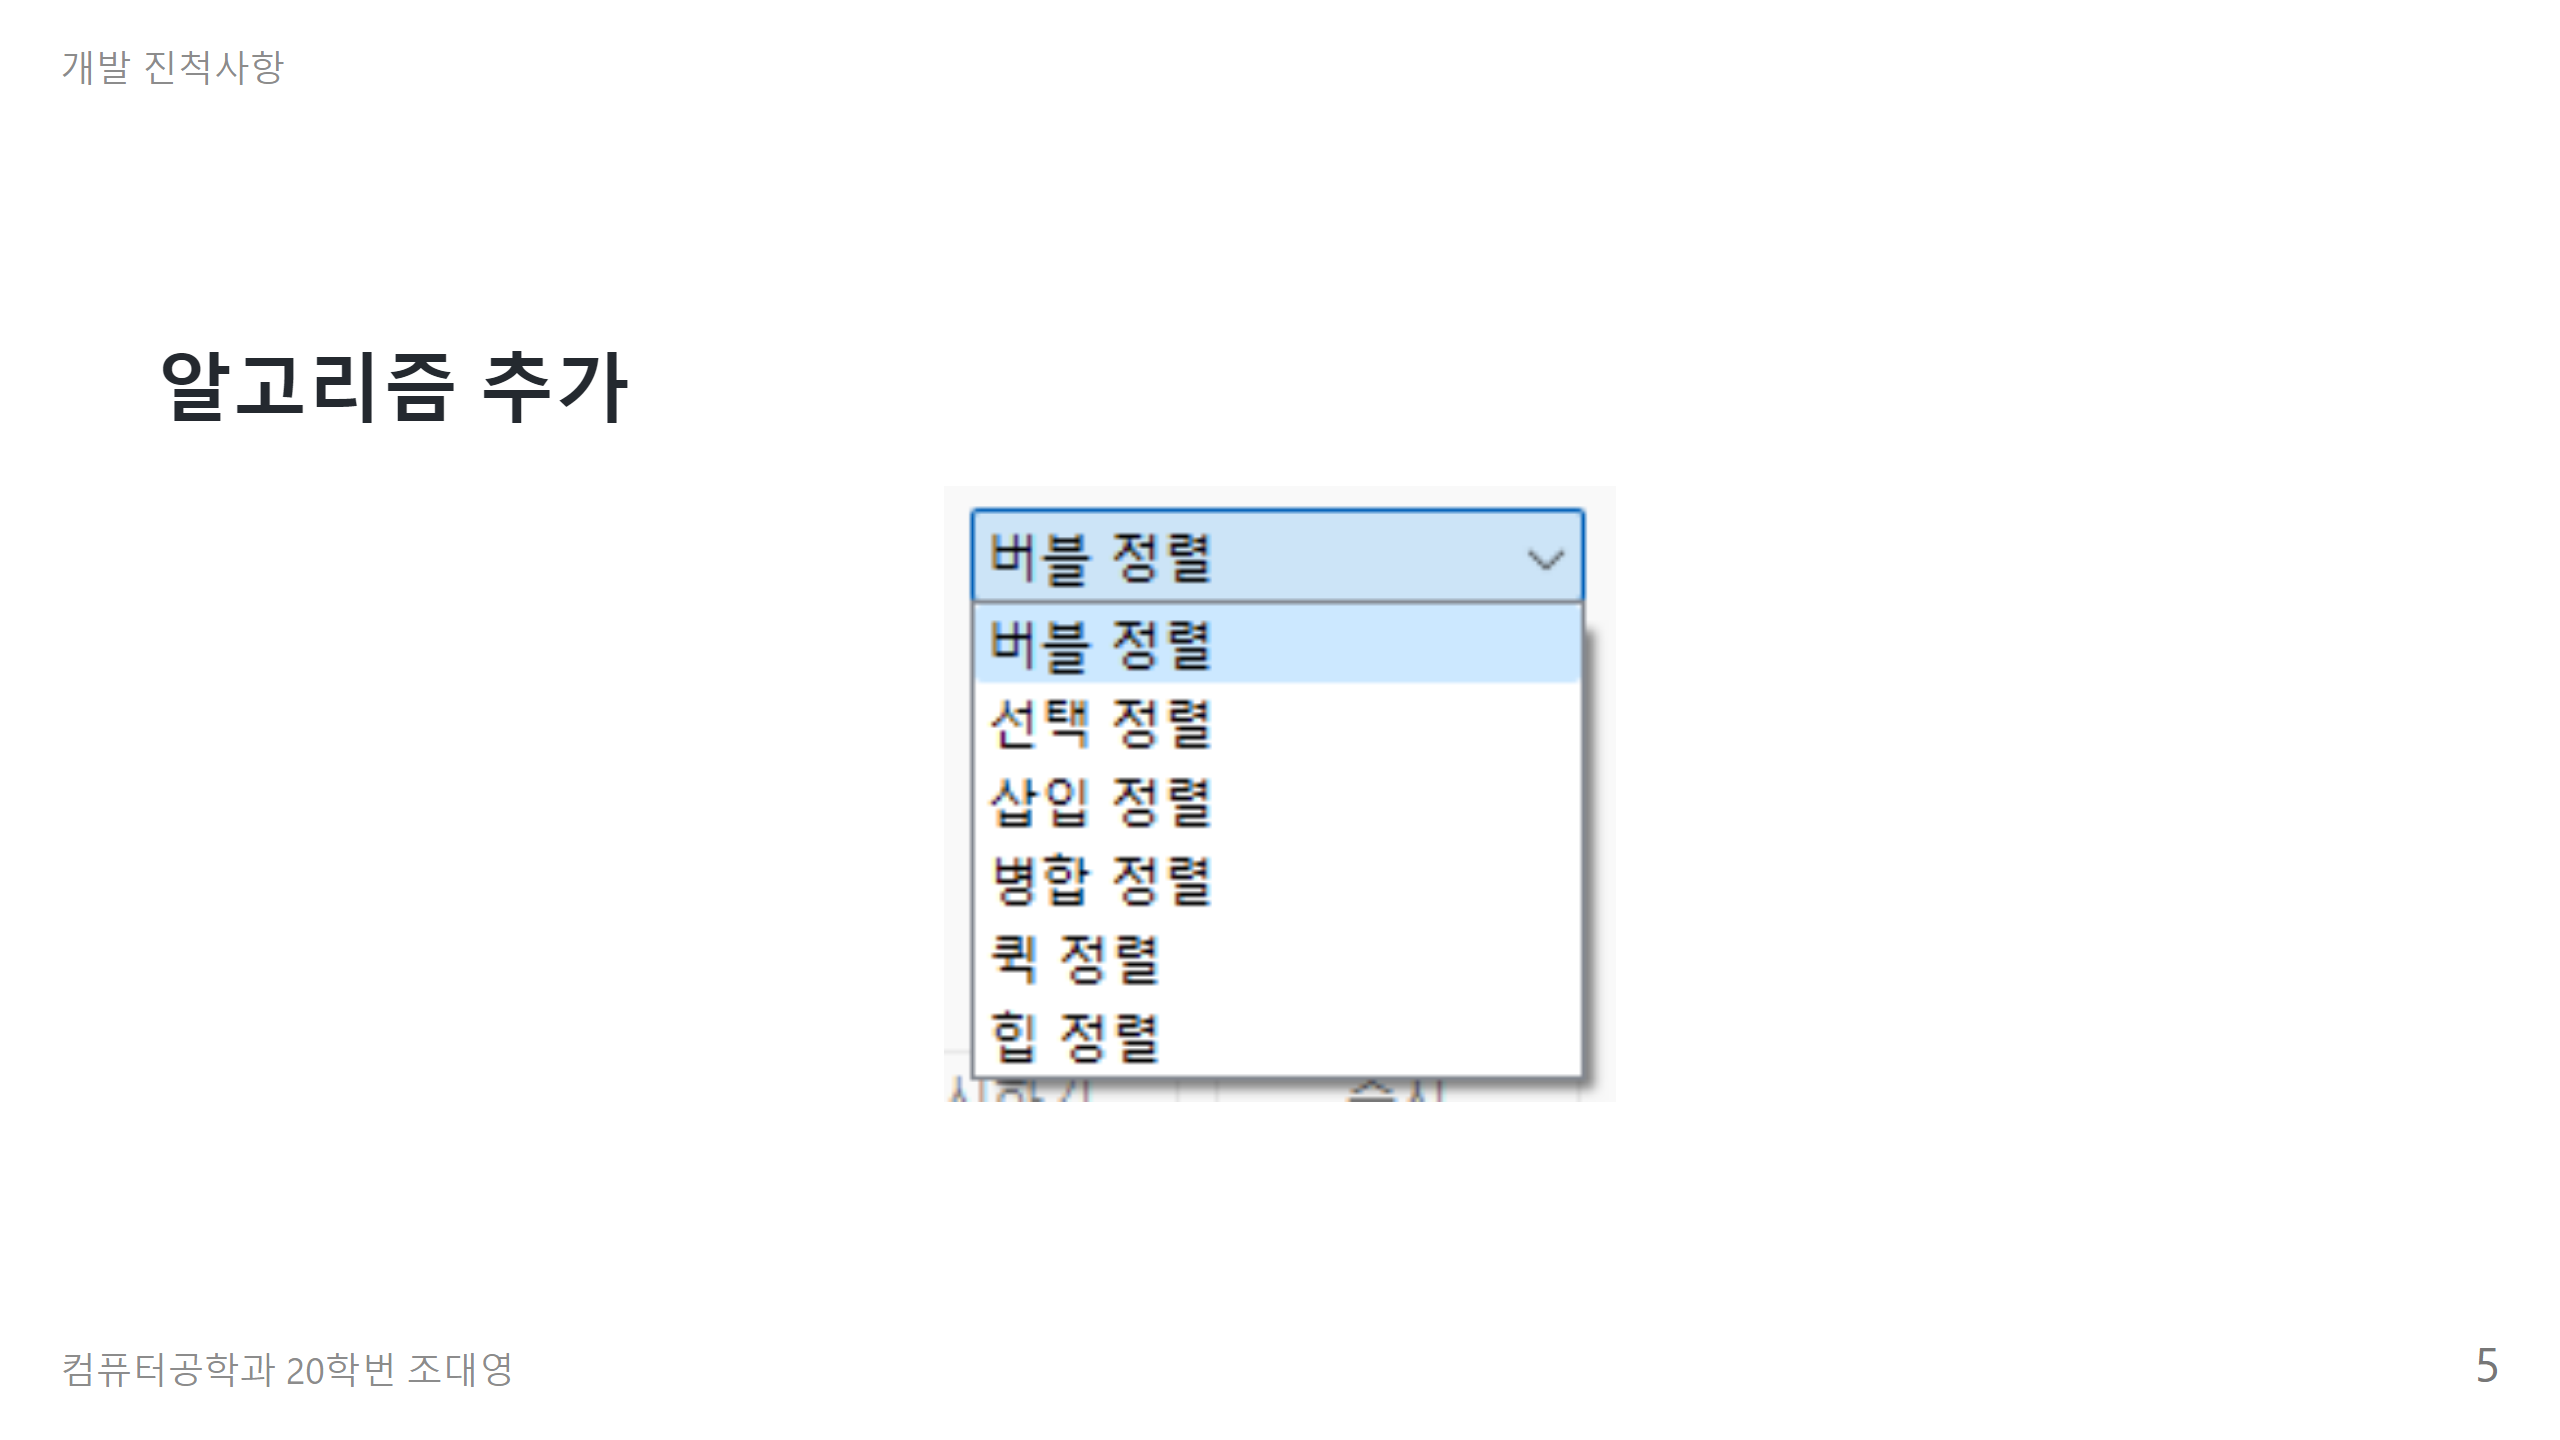 개발 진척사항
알고리즘 추가
버블 정렬
버블 정렬
선택 정렬
삽입 정렬
병합 정렬
퀵 정렬
힙 정렬
컴퓨터공학과 20학번 조대영
5